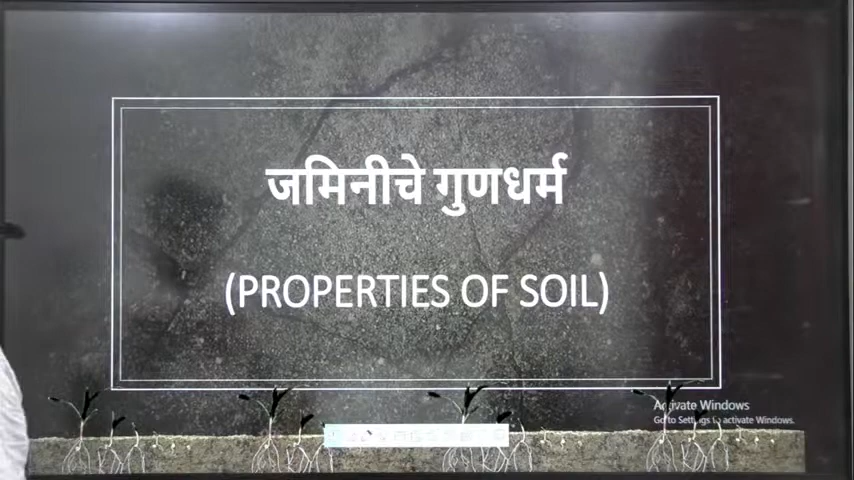 जमिनीचे गुणधर्म
(PROPERTIES OF SOIL)
Activate Windows
Go to Settings to activate Windows.